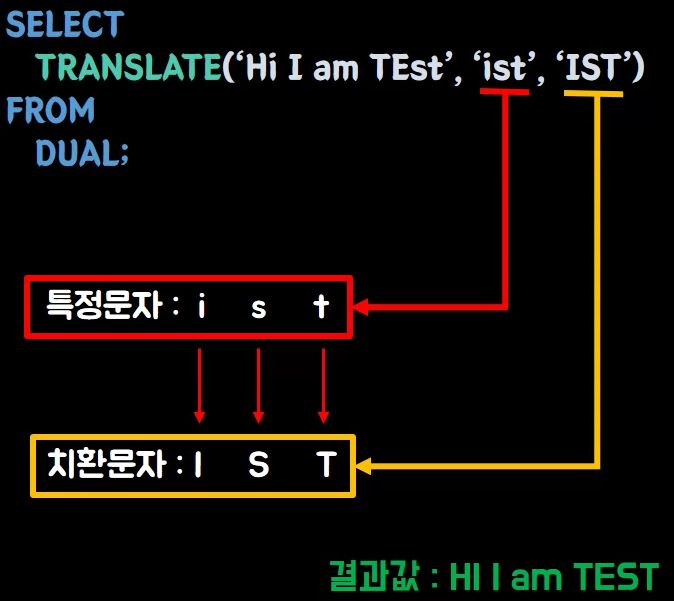 SELECT
TRANSLATE(‘Hi I am TEst’, ‘ist’, ‘IST’)
FROM
DUAL;
특정문자 : i s t
치환문자 : I S T
결과값 : HI I am TEST